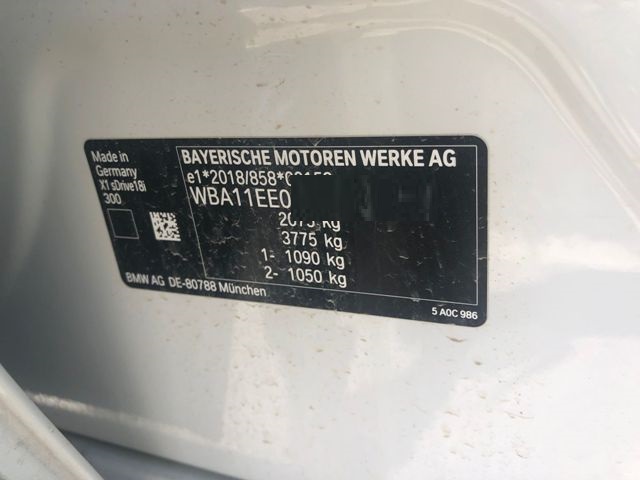 Made in
Germany
X1 sDrive18i
300
BAYERISCHE MOTOREN WERKE AG
e1*2018/858*
WBA11EE0
kg
3775 kg
1- 1090 kg
2- 1050 kg
BMW AG DE-80788 München
5 A0C 986